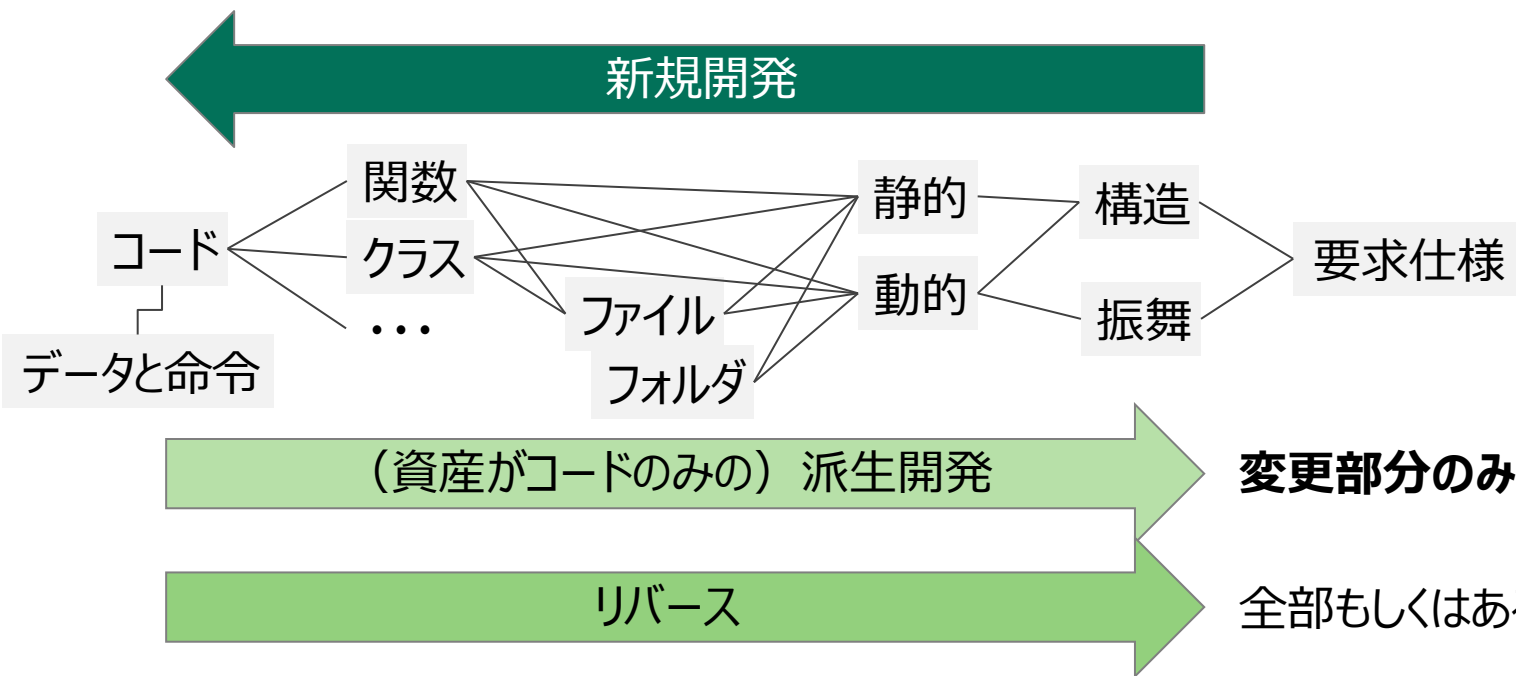 新規開発
関数
静的
構造
コード
クラス
要求仕様
ファイル
動的
振舞
・・・
データと命令
フォルダ
（資産がコードのみの）派生開発
変更部分のみ
リバース
全部もしくはあ